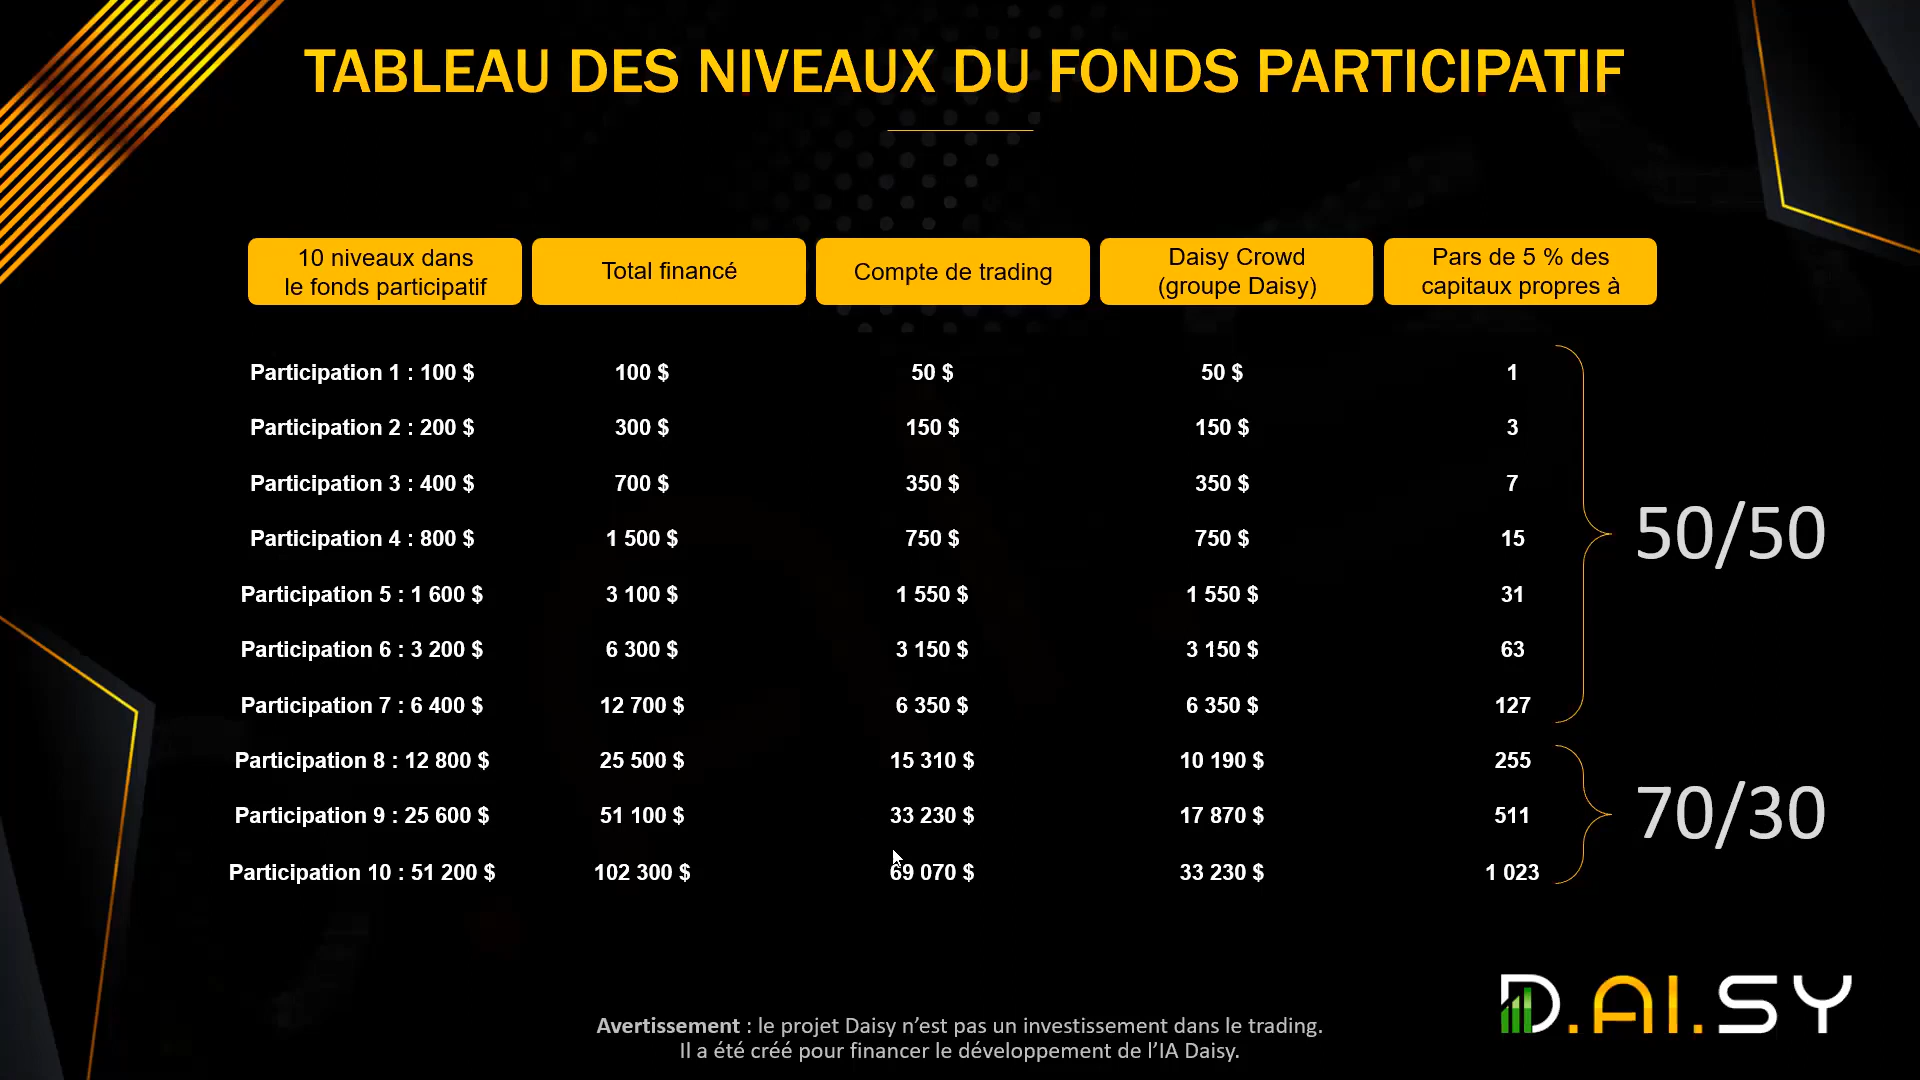 TABLEAU DES NIVEAUX DU FONDS PARTICIPATIF
10 niveaux dans
le fonds participatif
Total financé
Compte de trading
Daisy Crowd
(groupe Daisy)
Pars de 5 % des
capitaux propres à
Participation 1 : 100 $ 100 $ 50 $ 50 $ 1
Participation 2 : 200 $ 300 $ 150 $ 150 $ 3
Participation 3 : 400 $ 700 $ 350 $ 350 $ 7
Participation 4 : 800 $ 1 500 $ 750 $ 750 $ 15
Participation 5 : 1 600 $ 3 100 $ 1 550 $ 1 550 $ 31
Participation 6 : 3 200 $ 6 300 $ 3 150 $ 3 150 $ 63
Participation 7 : 6 400 $ 12 700 $ 6 350 $ 6 350 $ 127
50/50
Participation 8 : 12 800 $ 25 500 $ 15 310 $ 10 190 $ 255
Participation 9 : 25 600 $ 51 100 $ 33 230 $ 17 870 $ 511
Participation 10 : 51 200 $ 102 300 $ 69 070 $ 33 230 $ 1 023
70/30
D.AI.SY
Avertissement : le projet Daisy n’est pas un investissement dans le trading.
Il a été créé pour financer le développement de l’IA Daisy.